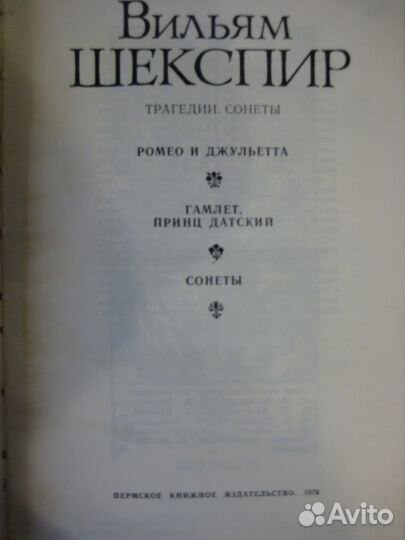 Вильям
ШЕКСПИР
ТРАГЕДИИ. СОНЕТЫ
РОМЕО И ДЖУЛЬЕТТА
ГАМЛЕТ,
ПРИНЦ ДАТСКИЙ
СОНЕТЫ
ПЕРМСКОЕ КНИЖНОЕ ИЗДАТЕЛЬСТВО. 1979
Avito